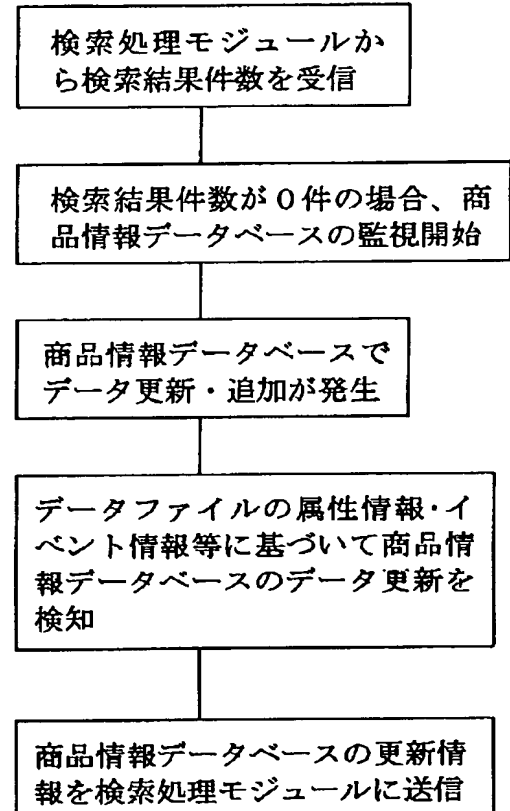 検索処理モジュールか
ら検索結果件数を受信
検索結果件数が０件の場合、商
品情報データベースの監視開始
商品情報データベースで
データ更新・追加が発生
データファイルの属性情報・イ
ベント情報等に基づいて商品情
報データベースのデータ更新を
検知
商品情報データベースの更新情
報を検索処理モジュールに送信